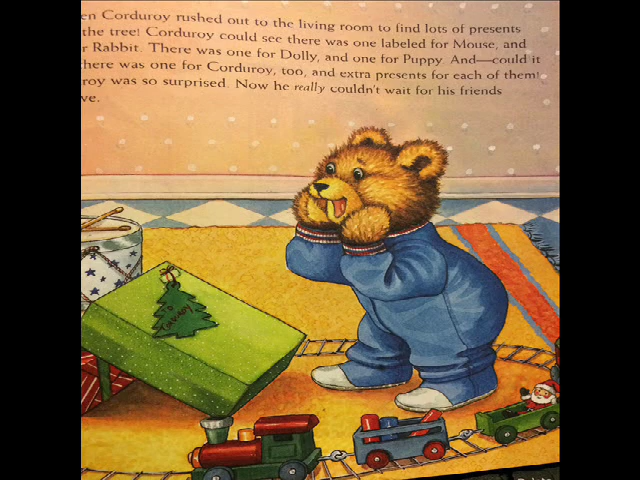 en Corduroy rushed out to the living room to find lots of presents
the tree! Corduroy could see there was one labeled for Mouse, and
r Rabbit. There was one for Dolly, and one for Puppy. And—could it
here was one for Corduroy, too, and extra presents for each of them!
roy was so surprised. Now he really couldn't wait for his friends
ve.